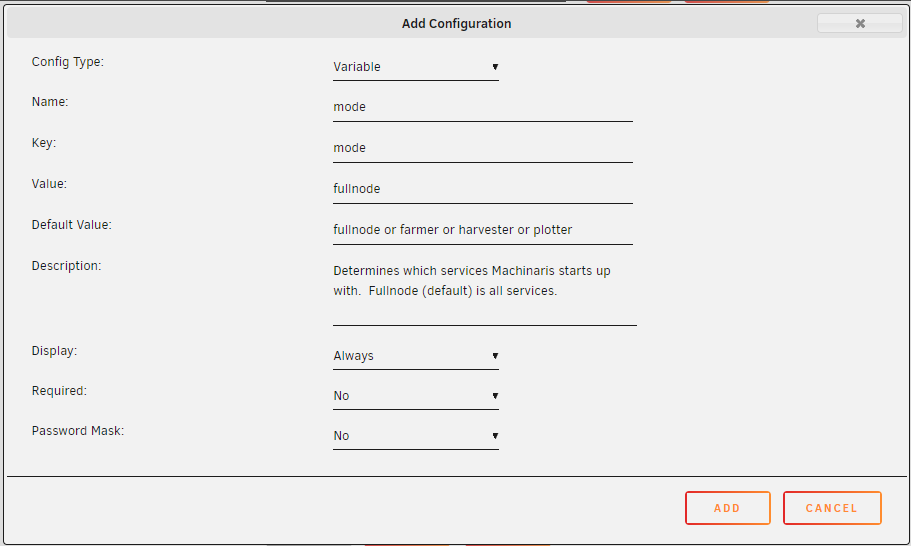 Add Configuration
Config Type:
Variable
Name:
mode
Key:
mode
Value:
fullnode
Default Value:
fullnode or farmer or harvester or plotter
Description:
Determines which services Machinaris starts up
with.  Fullnode (default) is all services.
Display:
Always
Required:
No
Password Mask:
No
ADD
CANCEL